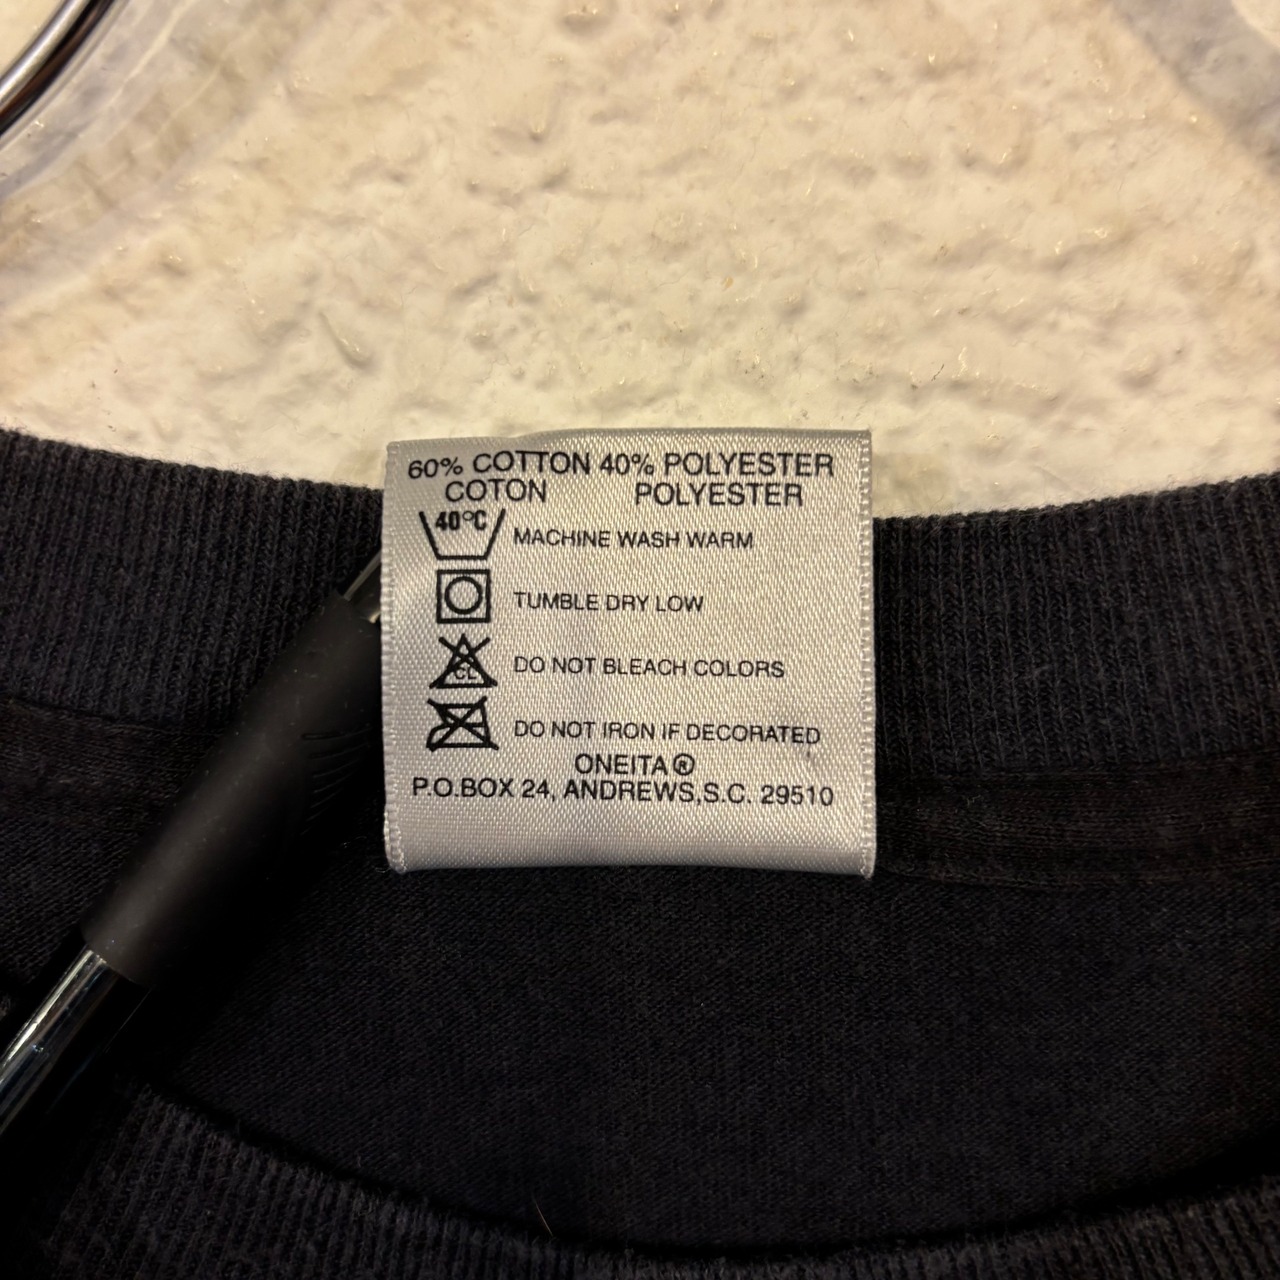 60% COTTON 40% POLYESTER
COTON POLYESTER
40°C MACHINE WASH WARM
TUMBLE DRY LOW
CL DO NOT BLEACH COLORS
DO NOT IRON IF DECORATED
ONEITA®
P.O.BOX 24, ANDREWS,S.C. 29510